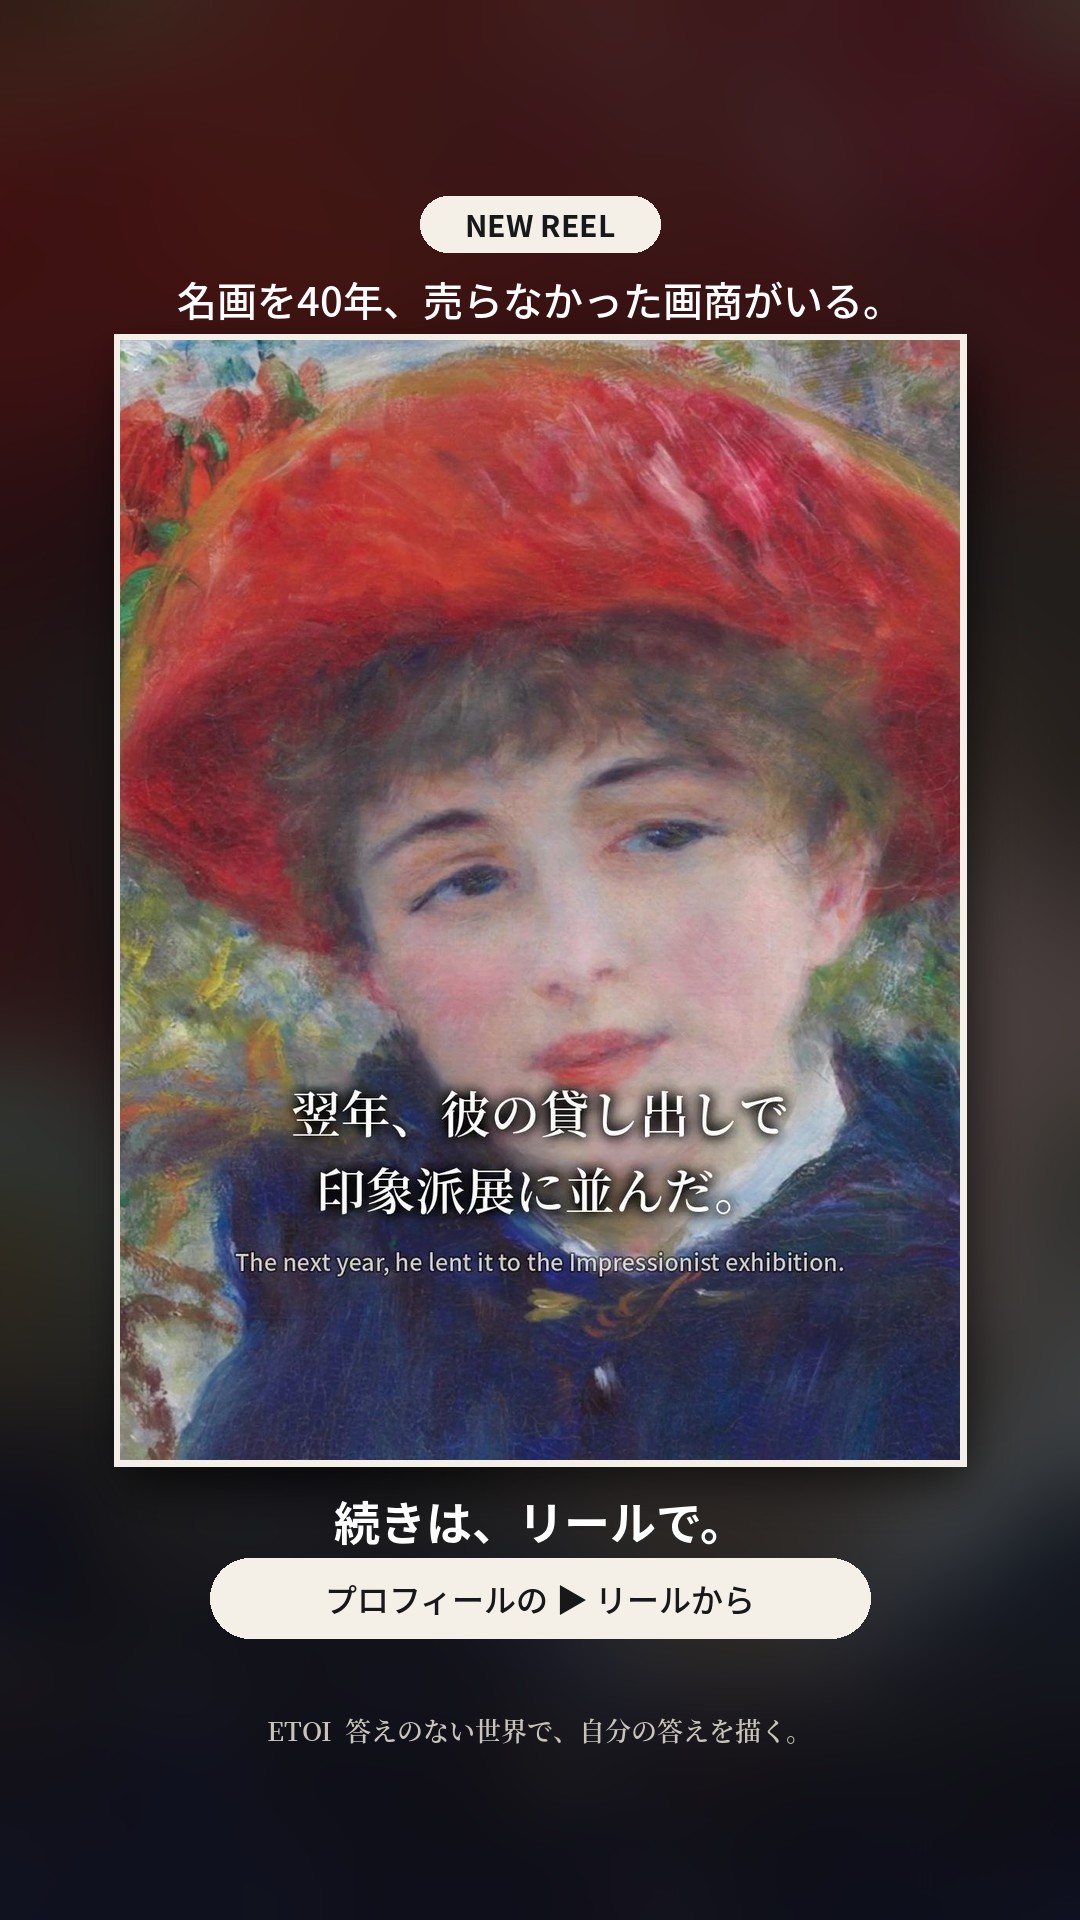 NEW REEL
名画を40年、売らなかった画商がいる。
翌年、彼の貸し出しで
印象派展に並んだ。
The next year, he lent it to the Impressionist exhibition.
続きは、リールで。
プロフィールの ▶ リールから
ETOI 答えのない世界で、自分の答えを描く。